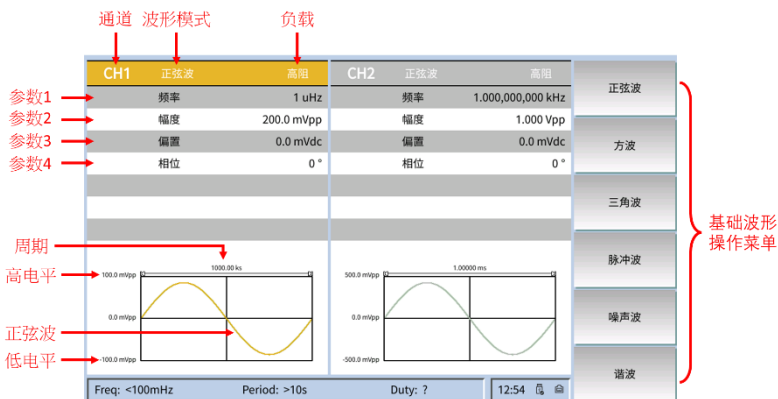 通道 波形模式 负载
CH1 正弦波 高阻 CH2 正弦波 高阻
参数1 频率 1 uHz 频率 1.000,000,000 kHz
参数2 幅度 200.0 mVpp 幅度 1.000 Vpp
参数3 偏置 0.0 mVdc 偏置 0.0 mVdc
参数4 相位 0 ° 相位 0 °
周期
1000.00 ks 1.00000 ms
高电平 100.0 mVpp 500.0 mVpp
0.0 mVpp 0.0 mVpp
正弦波
低电平 -100.0 mVpp -500.0 mVpp
Freq: <100mHz Period: >10s Duty: ? 12:54
正弦波
方波
三角波
脉冲波
噪声波
谐波
基础波形
操作菜单